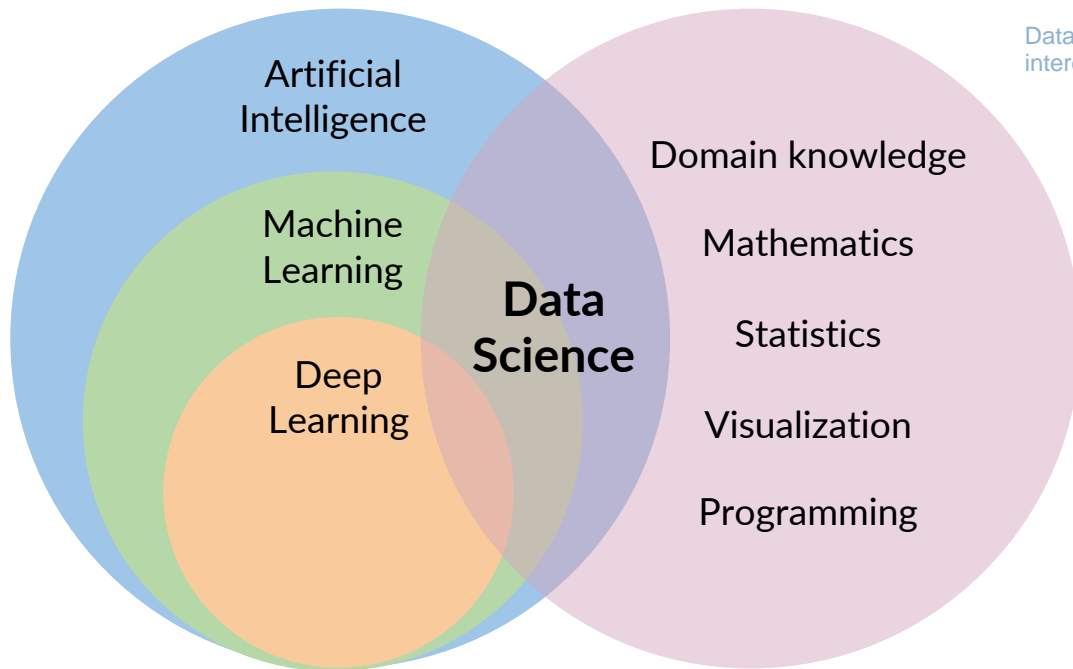 Artificial
Intelligence
Machine
Learning
Deep
Learning
Data
Science
Domain knowledge
Mathematics
Statistics
Visualization
Programming
Data